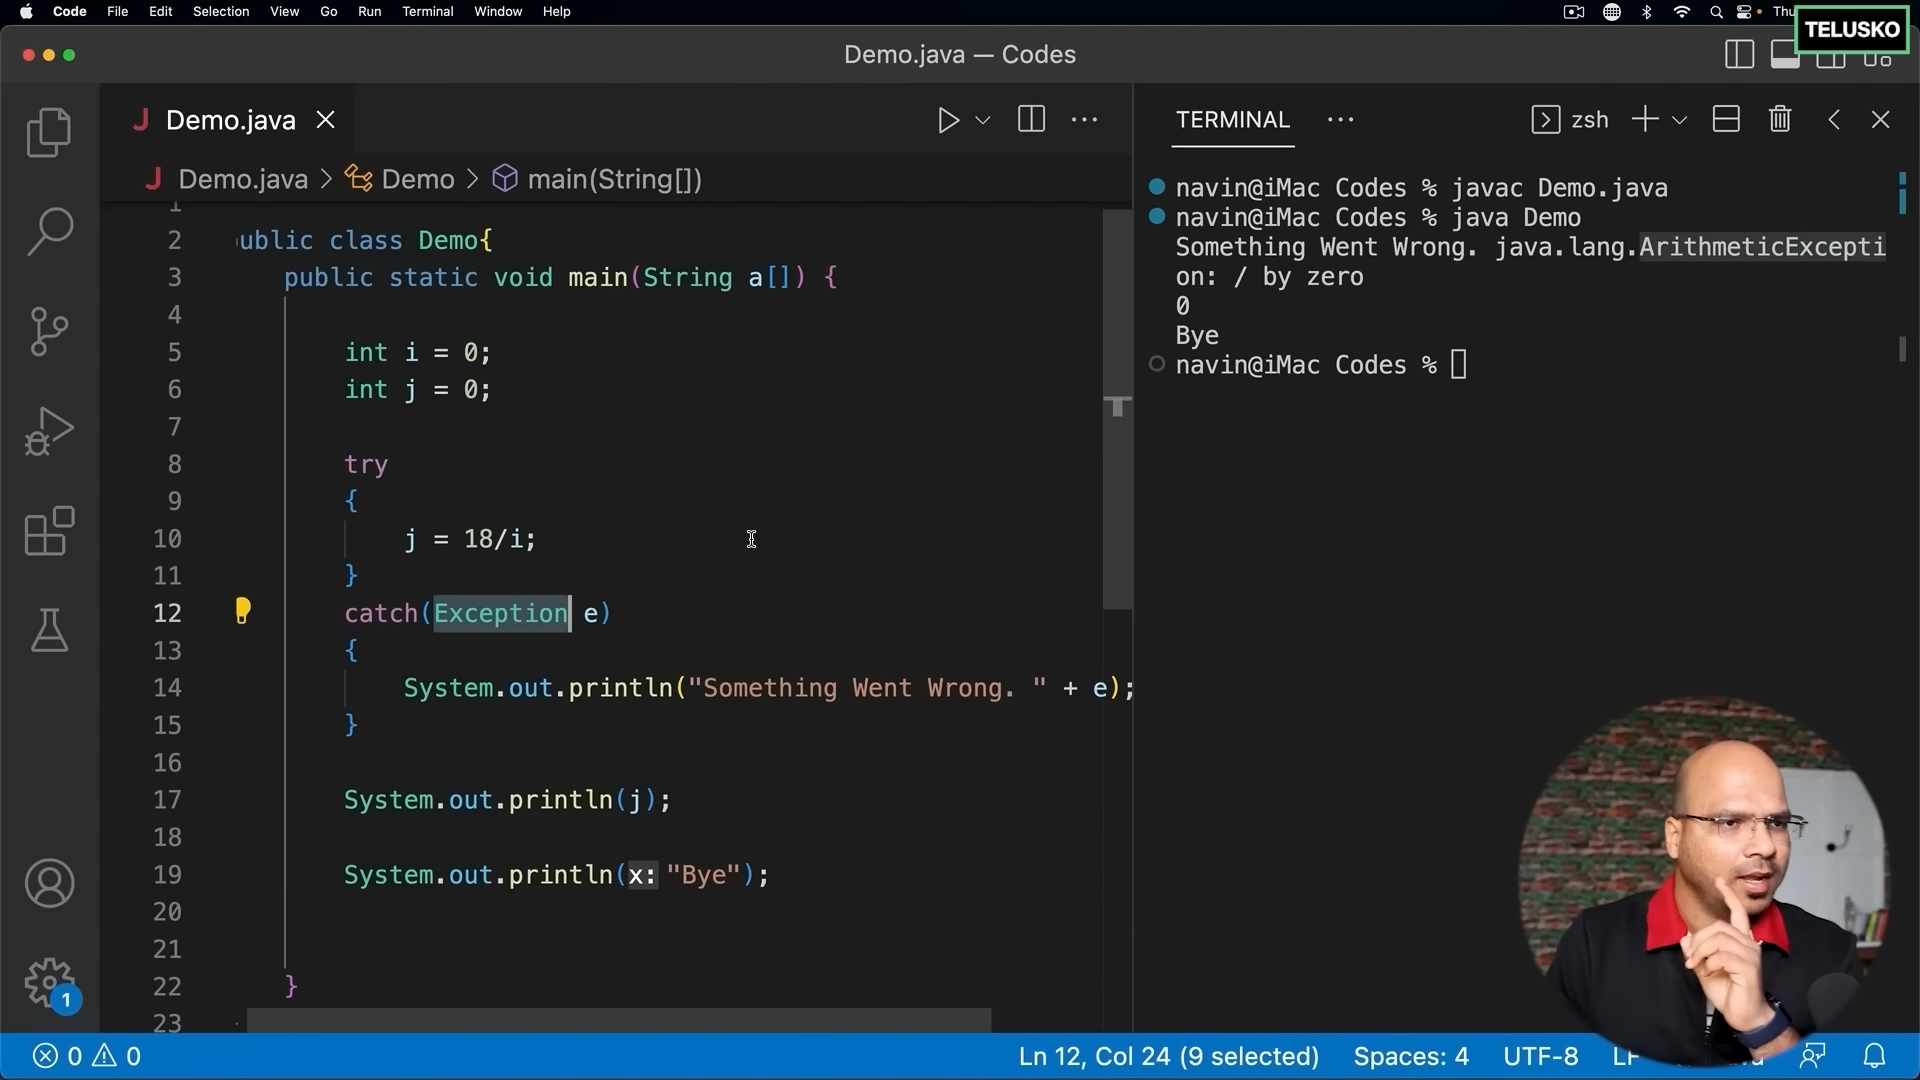 Code File Edit Selection View Go Run Terminal Window Help
TELUSKO
Demo.java — Codes
Demo.java
TERMINAL
zsh
Demo.java > Demo > main(String[])
1
2 ublic class Demo{
3 public static void main(String a[]) {
4
5 int i = 0;
6 int j = 0;
7
8 try
9 {
10 j = 18/i;
11 }
12 catch(Exception e)
13 {
14 System.out.println("Something Went Wrong. " + e);
15 }
16
17 System.out.println(j);
18
19 System.out.println(x: "Bye");
20
21
22 }
23
navin@iMac Codes % javac Demo.java
navin@iMac Codes % java Demo
Something Went Wrong. java.lang.ArithmeticExcepti
on: / by zero
0
Bye
navin@iMac Codes %
1
0 0
Ln 12, Col 24 (9 selected) Spaces: 4 UTF-8